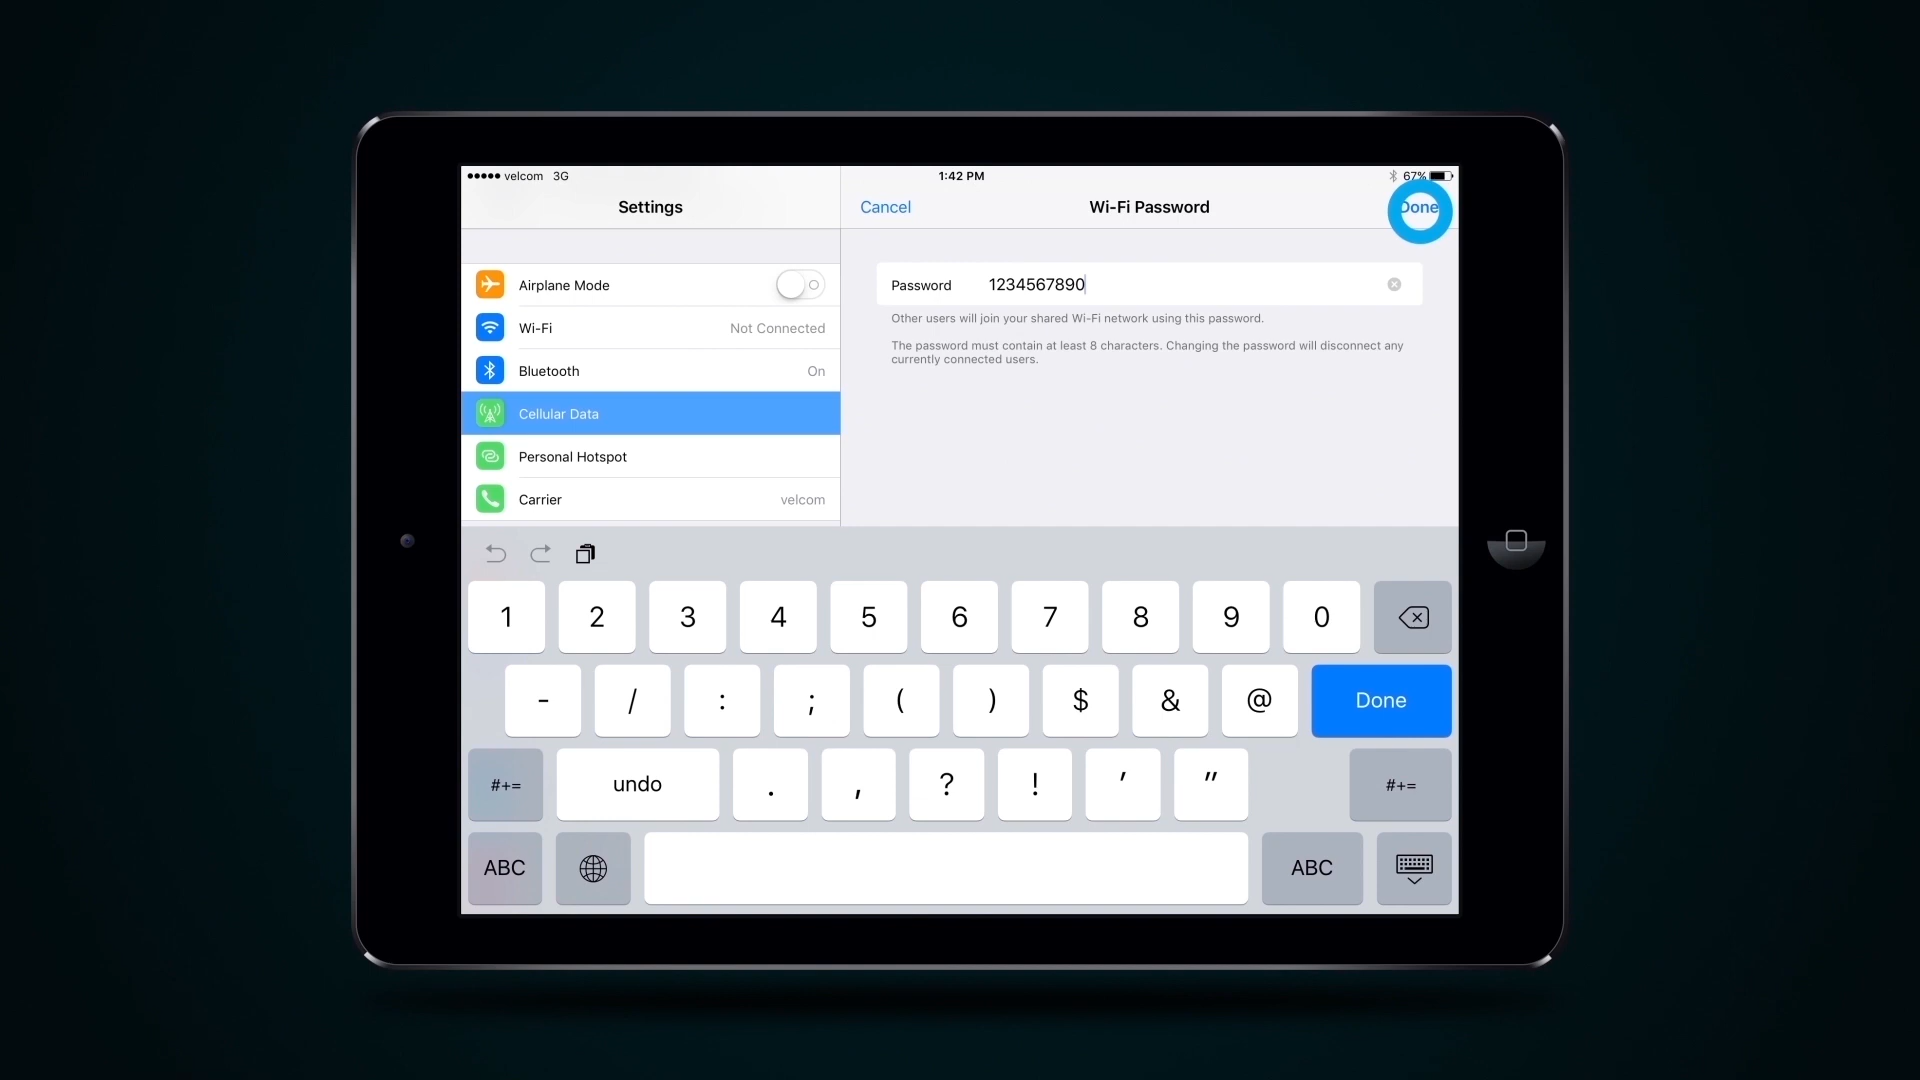 velcom 3G
1:42 PM
67%
Settings
Cancel
Wi-Fi Password
Done
Airplane Mode
Wi-Fi Not Connected
Bluetooth On
Cellular Data
Personal Hotspot
Carrier velcom
Password 1234567890
Other users will join your shared Wi-Fi network using this password.
The password must contain at least 8 characters. Changing the password will disconnect any
currently connected users.
1 2 3 4 5 6 7 8 9 0
- / : ; ( ) $ & @ Done
#+= undo . , ? ! ' " #+=
ABC ABC